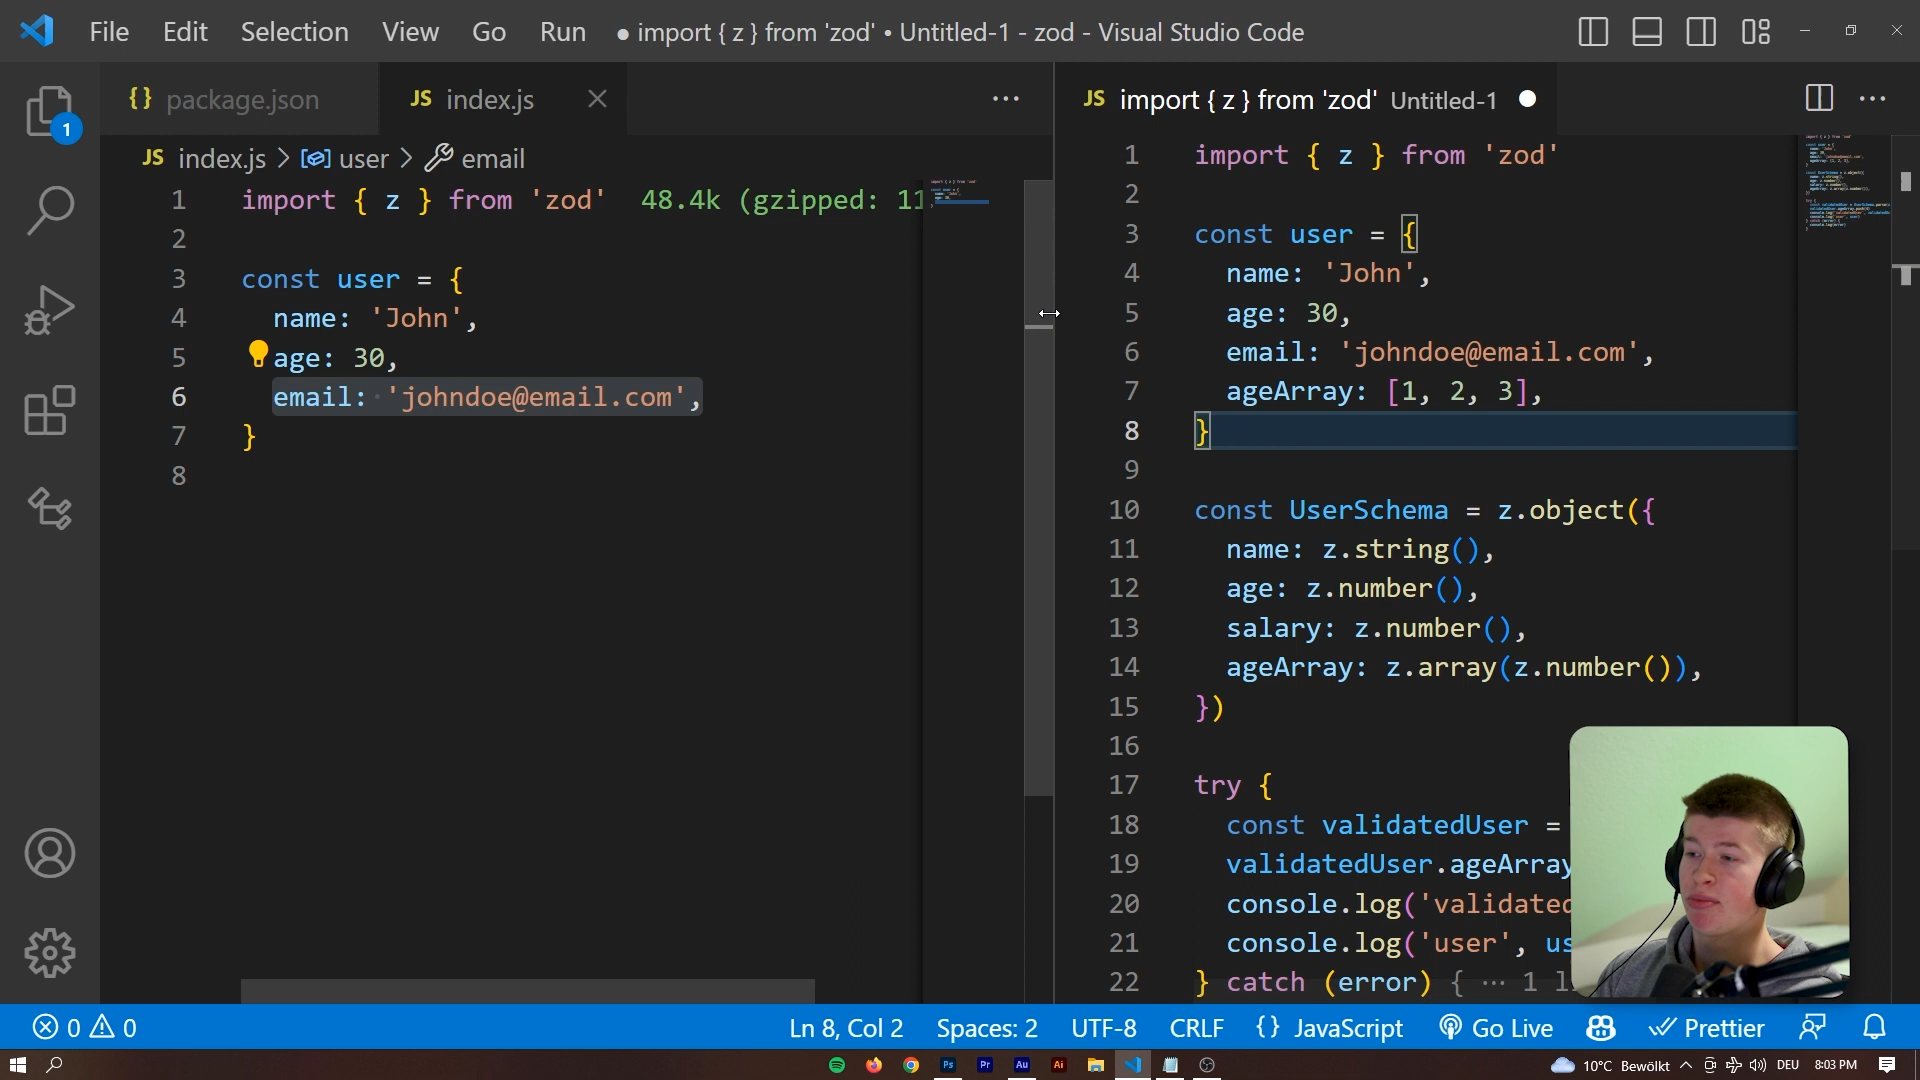 File Edit Selection View Go Run ● import { z } from 'zod' • Untitled-1 - zod - Visual Studio Code
{} package.json JS index.js
JS index.js > user > email
1 import { z } from 'zod' 48.4k (gzipped: 11
2
3 const user = {
4 name: 'John',
5 age: 30,
6 email: 'johndoe@email.com',
7 }
8
JS import { z } from 'zod' Untitled-1
1 import { z } from 'zod'
2
3 const user = {
4 name: 'John',
5 age: 30,
6 email: 'johndoe@email.com',
7 ageArray: [1, 2, 3],
8 }
9
10 const UserSchema = z.object({
11 name: z.string(),
12 age: z.number(),
13 salary: z.number(),
14 ageArray: z.array(z.number()),
15 })
16
17 try {
18 const validatedUser =
19 validatedUser.ageArray
20 console.log('validated
21 console.log('user', us
22 } catch (error) { ··· 1 li
1
0 0 Ln 8, Col 2 Spaces: 2 UTF-8 CRLF {} JavaScript Go Live Prettier
Ps Pr Au Ai 10°C Bewölkt DEU 8:03 PM